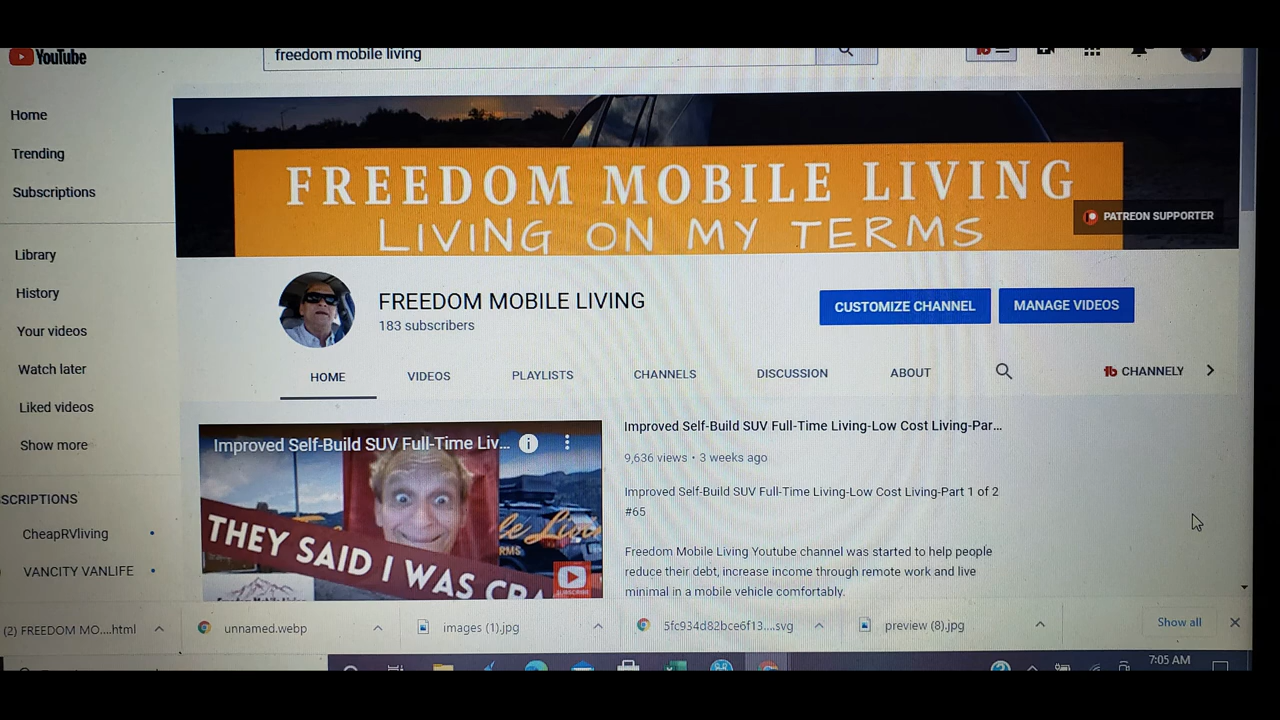 YouTube
freedom mobile living
Home
Trending
Subscriptions
Library
History
Your videos
Watch later
Liked videos
Show more
SCRIPTIONS
CheapRVliving
VANCITY VANLIFE
FREEDOM MOBILE LIVING
LIVING ON MY TERMS
PATREON SUPPORTER
FREEDOM MOBILE LIVING
183 subscribers
CUSTOMIZE CHANNEL
MANAGE VIDEOS
HOME
VIDEOS
PLAYLISTS
CHANNELS
DISCUSSION
ABOUT
CHANNELY
Improved Self-Build SUV Full-Time Liv...
THEY SAID I WAS CRA
RMS
SUBSCRIBE
Improved Self-Build SUV Full-Time Living-Low Cost Living-Par...
9,636 views • 3 weeks ago
Improved Self-Build SUV Full-Time Living-Low Cost Living-Part 1 of 2
#65
Freedom Mobile Living Youtube channel was started to help people
reduce their debt, increase income through remote work and live
minimal in a mobile vehicle comfortably.
(2) FREEDOM MO....html
unnamed.webp
images (1).jpg
5fc934d82bce6f13....svg
preview (8).jpg
Show all
7:05 AM